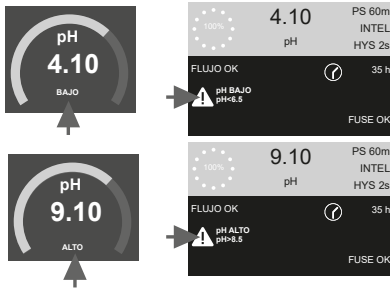 pH
4.10
BAJO
100%
4.10
pH
PS 60m
INTEL
HYS 2s
FLUJO OK
35 h
pH BAJO
pH<6.5
FUSE OK
pH
9.10
ALTO
100%
9.10
pH
PS 60m
INTEL
HYS 2s
FLUJO OK
35 h
pH ALTO
pH>8.5
FUSE OK